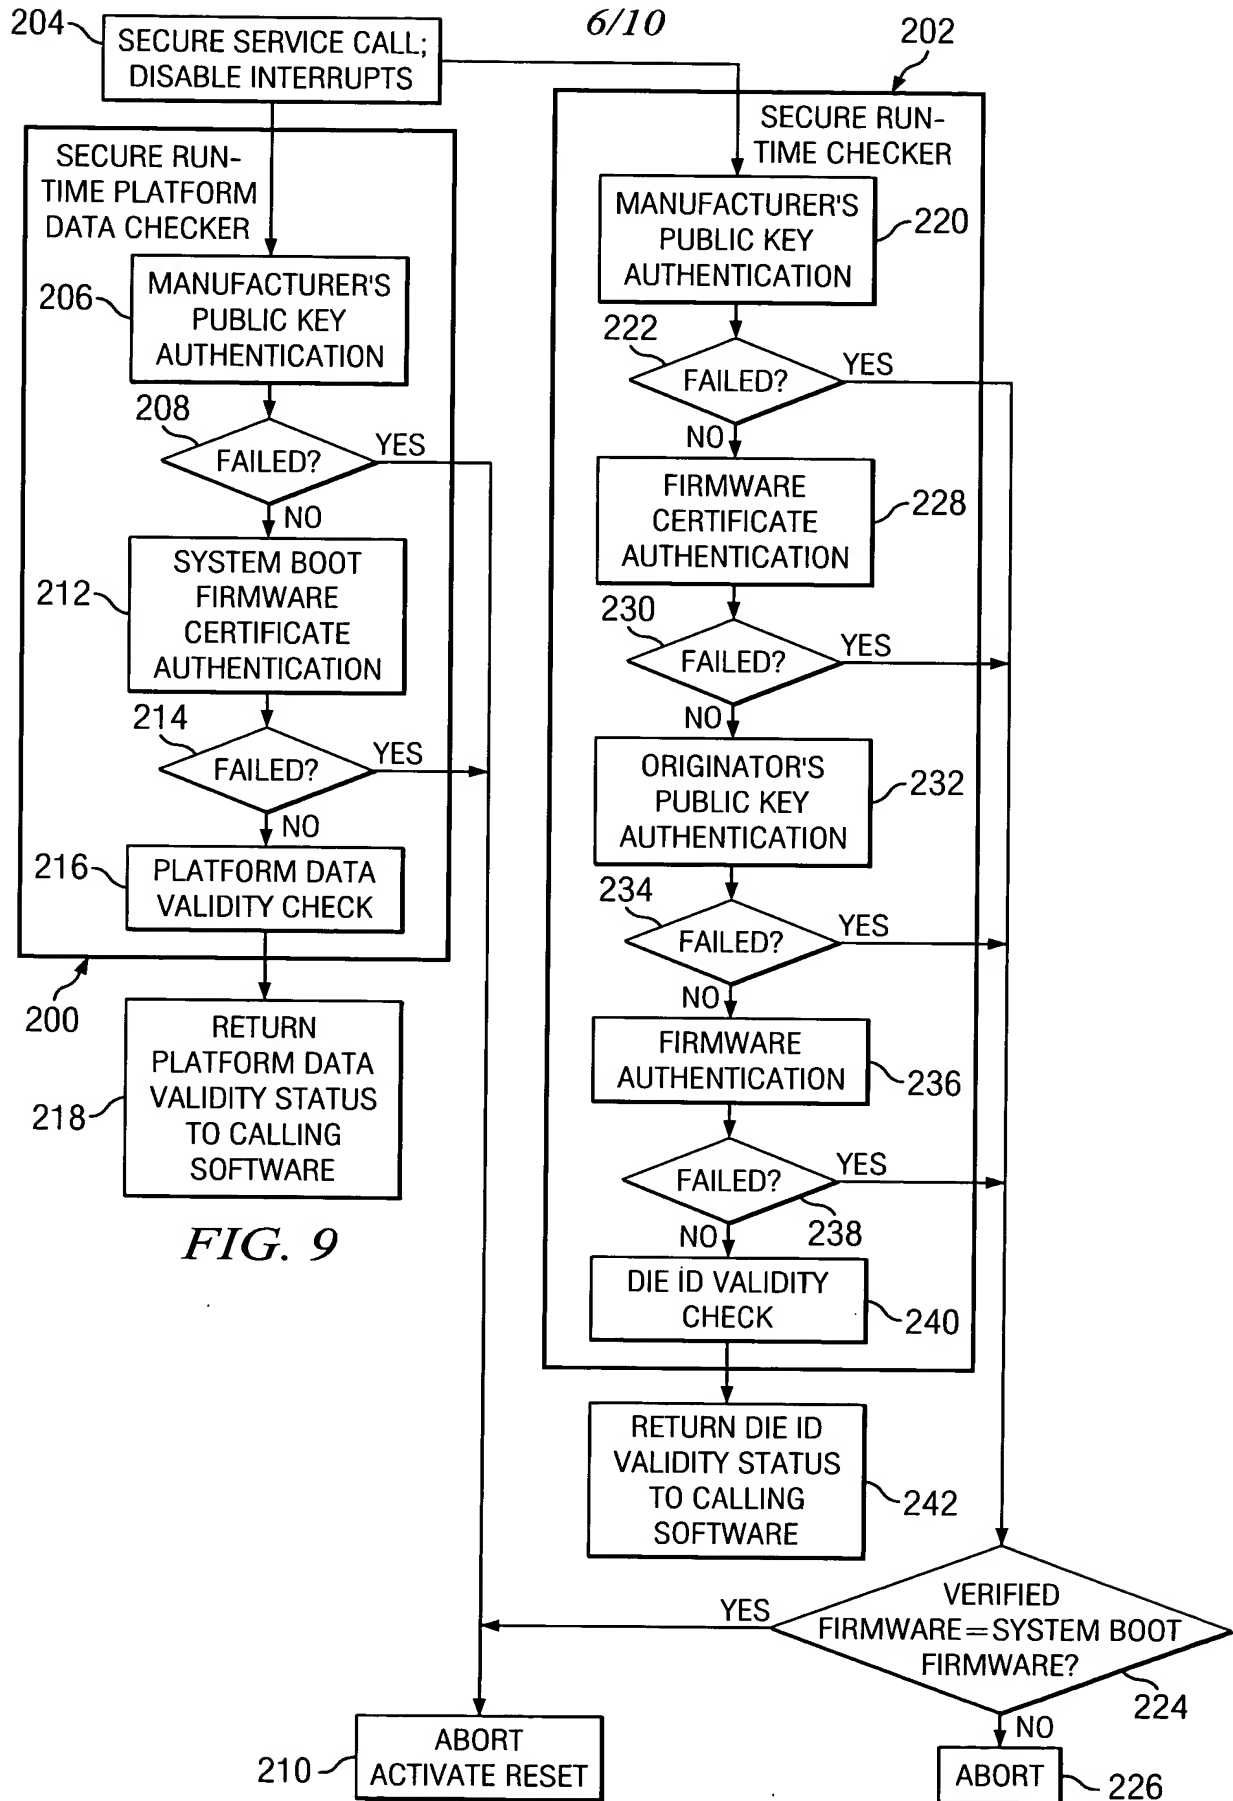 6/10
204
SECURE SERVICE CALL;
DISABLE INTERRUPTS
202
SECURE RUN-
TIME PLATFORM
DATA CHECKER
206
MANUFACTURER'S
PUBLIC KEY
AUTHENTICATION
208
FAILED?
YES
NO
212
SYSTEM BOOT
FIRMWARE
CERTIFICATE
AUTHENTICATION
214
FAILED?
YES
NO
216
PLATFORM DATA
VALIDITY CHECK
200
218
RETURN
PLATFORM DATA
VALIDITY STATUS
TO CALLING
SOFTWARE
FIG. 9
SECURE RUN-
TIME CHECKER
MANUFACTURER'S
PUBLIC KEY
AUTHENTICATION
220
222
FAILED?
YES
NO
FIRMWARE
CERTIFICATE
AUTHENTICATION
228
230
FAILED?
YES
NO
ORIGINATOR'S
PUBLIC KEY
AUTHENTICATION
232
234
FAILED?
YES
NO
FIRMWARE
AUTHENTICATION
236
FAILED?
YES
238
NO
DIE ID VALIDITY
CHECK
240
RETURN DIE ID
VALIDITY STATUS
TO CALLING
SOFTWARE
242
VERIFIED
FIRMWARE=SYSTEM BOOT
FIRMWARE?
YES
224
NO
210
ABORT
ACTIVATE RESET
ABORT
226